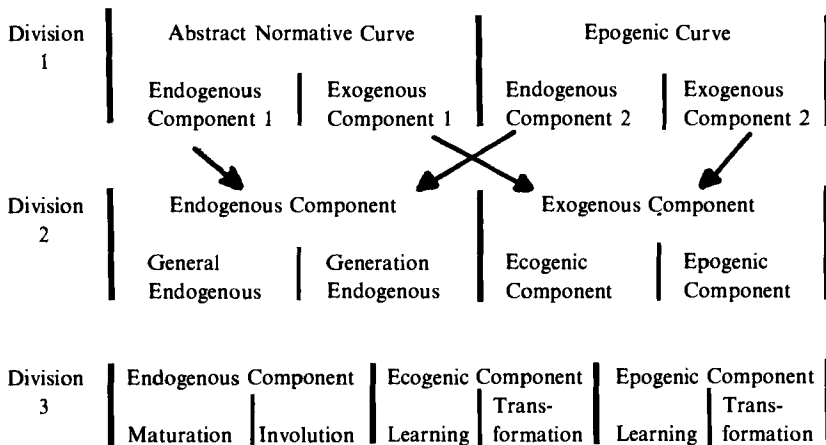 Division
1
Abstract Normative Curve
Epogenic Curve
Endogenous
Component 1
Exogenous
Component 1
Endogenous
Component 2
Exogenous
Component 2
Division
2
Endogenous Component
Exogenous Component
General
Endogenous
Generation
Endogenous
Ecogenic
Component
Epogenic
Component
Division
3
Endogenous Component
Ecogenic Component
Epogenic Component
Maturation
Involution
Learning
Trans-
formation
Learning
Trans-
formation